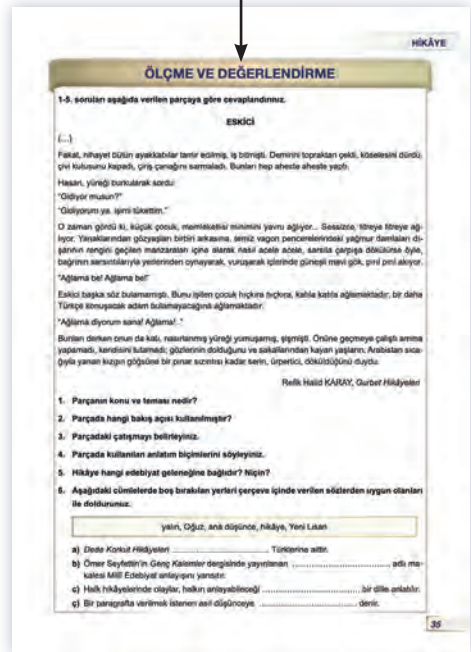 HİKÂYE
ÖLÇME VE DEĞERLENDİRME
1-5. soruları aşağıda verilen parçaya göre cevaplandırınız.
ESKİCİ
(...)
Fakat, nihayet bütün ayakkabılar tamir edilmiş, iş bitmişti. Demirini topraktan çekti, köselesini dürdü,
çivi kutusunu kapadı, çiriş çanağını sarmaladı. Bunları hep aheste aheste yaptı.
Hasan, yüreği burkularak sordu:
"Gidiyor musun?"
"Gidiyorum ya, işimi tükettim."
O zaman gördü ki, küçük çocuk, memleketlisi minimini yavru ağlıyor... Sessizce, titreye titreye ağ-
lıyor. Yanaklarından gözyaşları birbiri arkasına, temiz vagon pencerelerindeki yağmur damlaları dı-
şarının rengini geçilen manzaraları içine alarak nasıl acele acele, sarsıla çarpışa dökülürse öyle,
bağrının sarsıntılarıyla yerlerinden oynayarak, vuruşarak içlerinde güneşli mavi gök, pırıl pırıl akıyor.
"Ağlama be! Ağlama be!"
Eskici başka söz bulamamıştı. Bunu işiten çocuk hıçkıra hıçkıra, katıla katıla ağlamaktadır; bir daha
Türkçe konuşacak adam bulamayacağına ağlamaktadır.
"Ağlama diyorum sana! Ağlama!.."
Bunları derken onun da katı, nasırlanmış yüreği yumuşamış, şişmişti. Önüne geçmeye çalıştı amma
yapamadı, kendisini tutamadı; gözlerinin dolduğunu ve sakallarından kayan yaşların, Arabistan sıca-
ğıyla yanan kızgın göğsüne bir pınar sızıntısı kadar serin, ürpertici, döküldüğünü duydu.
Refik Halid KARAY, Gurbet Hikâyeleri
1. Parçanın konu ve teması nedir?
2. Parçada hangi bakış açısı kullanılmıştır?
3. Parçadaki çatışmayı belirleyiniz.
4. Parçada kullanılan anlatım biçimlerini söyleyiniz.
5. Hikâye hangi edebiyat geleneğine bağlıdır? Niçin?
6. Aşağıdaki cümlelerde boş bırakılan yerleri çerçeve içinde verilen sözlerden uygun olanları
ile doldurunuz.
yalın, Oğuz, ana düşünce, hikâye, Yeni Lisan
a) Dede Korkut Hikâyeleri .................................. Türklerine aittir.
b) Ömer Seyfettin'in Genç Kalemler dergisinde yayınlanan .................................. adlı ma-
kalesi Millî Edebiyat anlayışını yansıtır.
c) Halk hikâyelerinde olaylar, halkın anlayabileceği .................................. bir dille anlatılır.
ç) Bir paragrafta verilmek istenen asıl düşünceye .................................. denir.
35